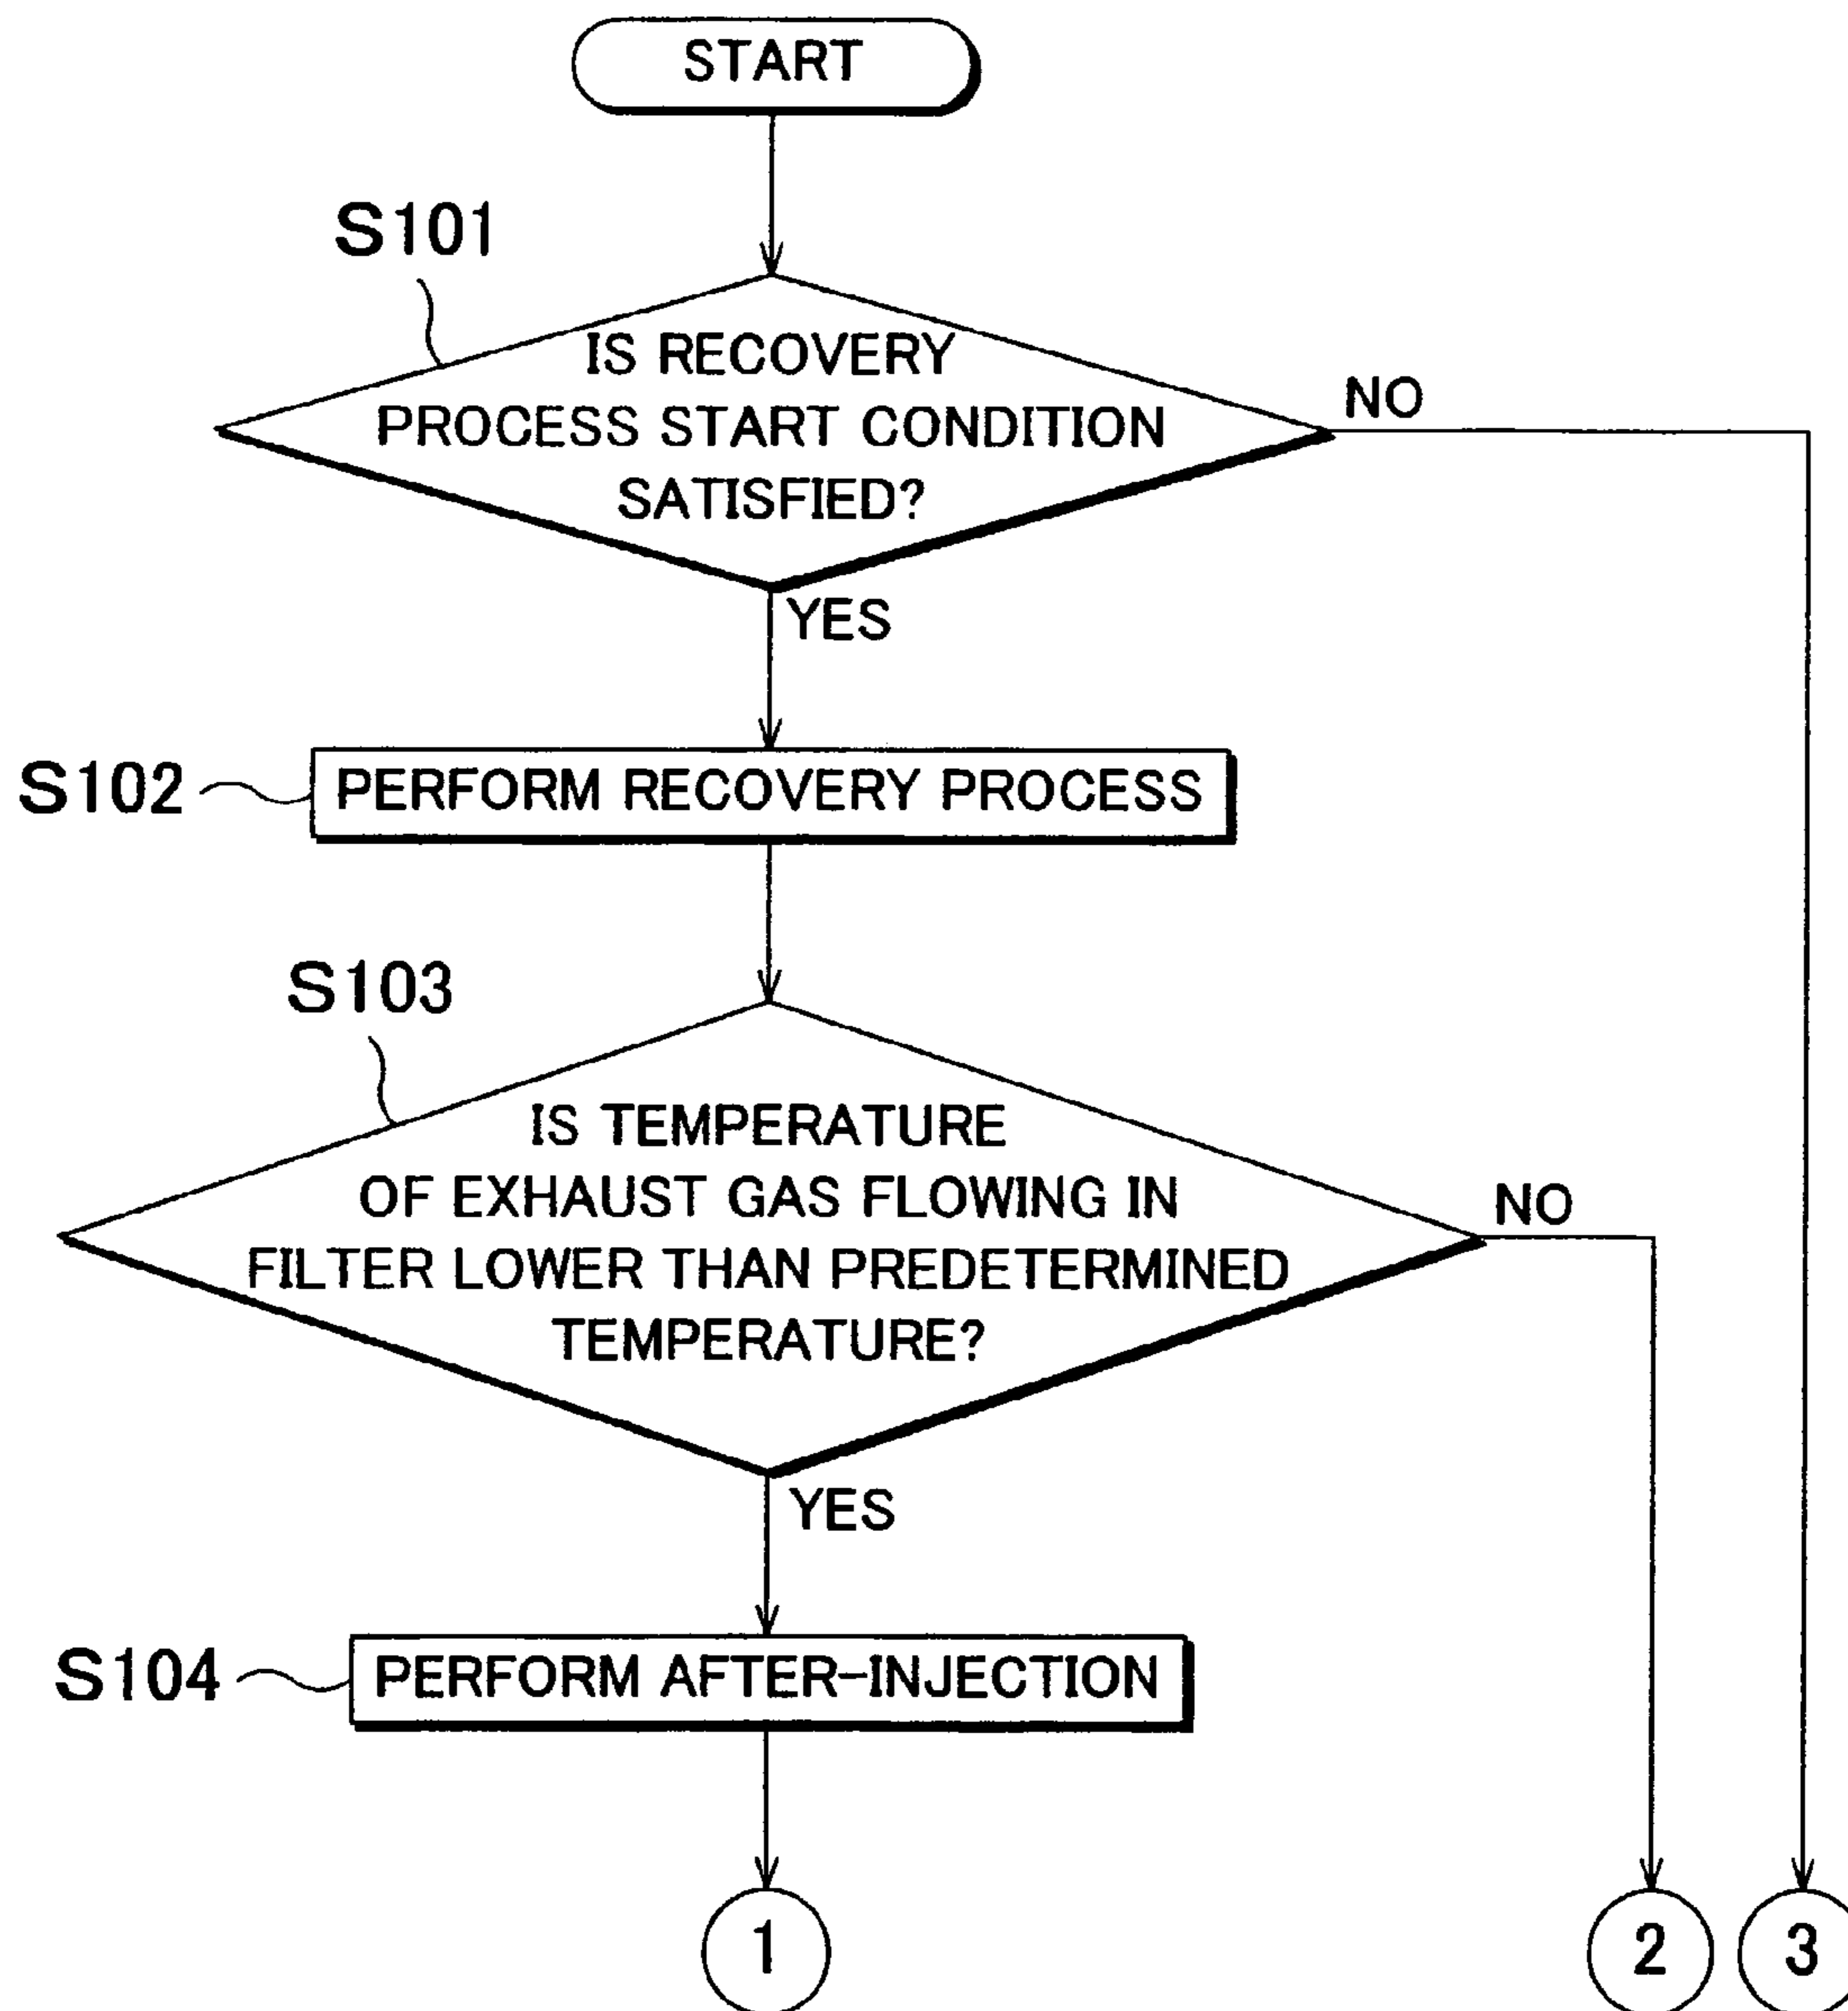 START
S101
IS RECOVERY
PROCESS START CONDITION
SATISFIED?
NO
YES
S102
PERFORM RECOVERY PROCESS
S103
IS TEMPERATURE
OF EXHAUST GAS FLOWING IN
FILTER LOWER THAN PREDETERMINED
TEMPERATURE?
NO
YES
S104
PERFORM AFTER-INJECTION
1
2
3